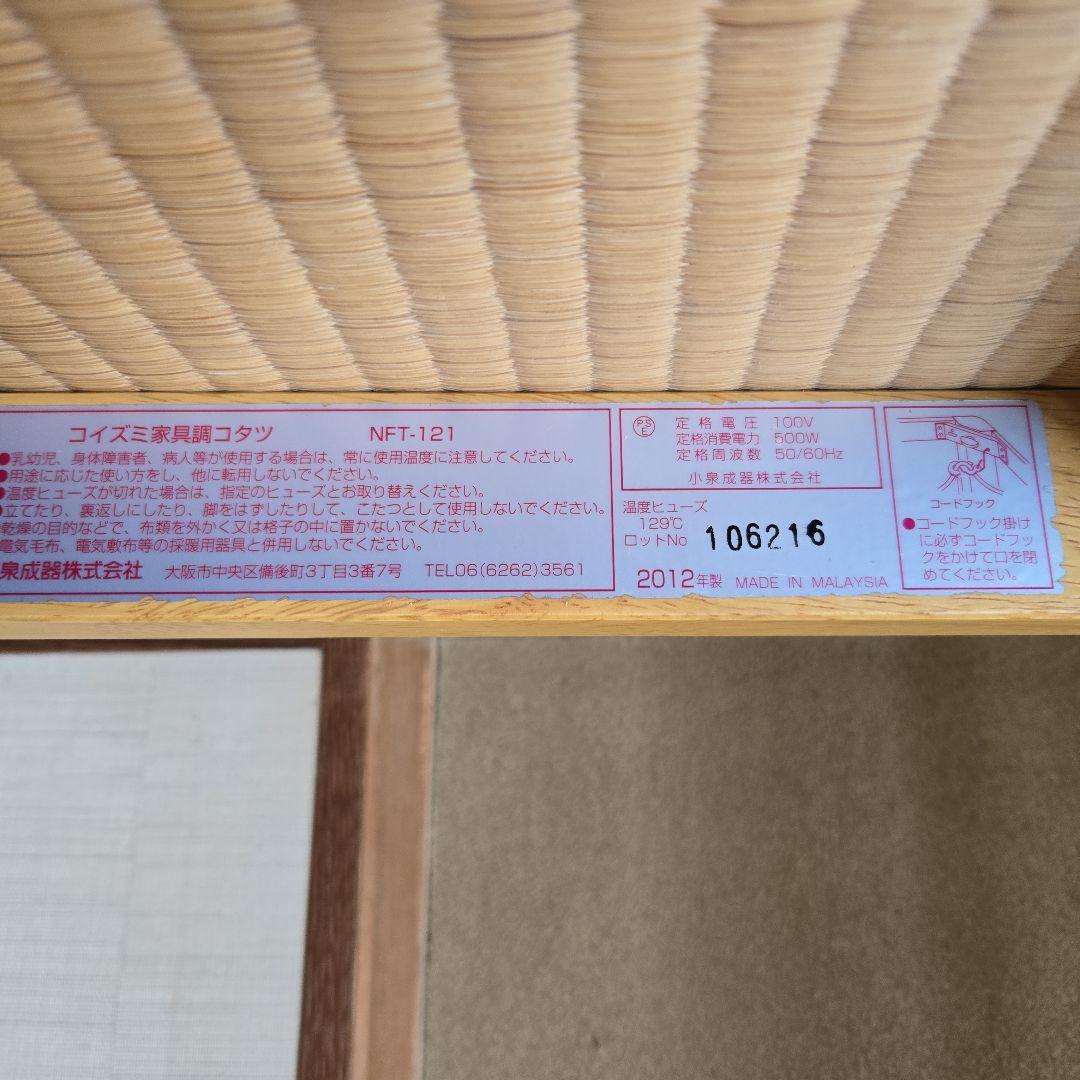 コイズミ家具調コタツ NFT-121
●乳幼児、身体障害者、病人等が使用する場合は、常に使用温度に注意してください。
●用途に応じた使い方をし、他に転用しないでください。
●温度ヒューズが切れた場合は、指定のヒューズとお取り替えください。
●立てたり、裏返しにしたり、脚をはずしたりして、こたつとして使用しないでください。
乾燥の目的などで、布類を外かく又は格子の中に置かないでください。
電気毛布、電気敷布等の採暖用器具と併用しないでください。
泉成器株式会社 大阪市中央区備後町3丁目3番7号 TEL06(6262)3561
PSE
定格電圧 100V
定格消費電力 500W
定格周波数 50/60Hz
小泉成器株式会社
温度ヒューズ
129℃
ロットNo 106216
2012年製 MADE IN MALAYSIA
コードフック
●コードフック掛け
に必ずコードフッ
クをかけて口を閉
めてください。